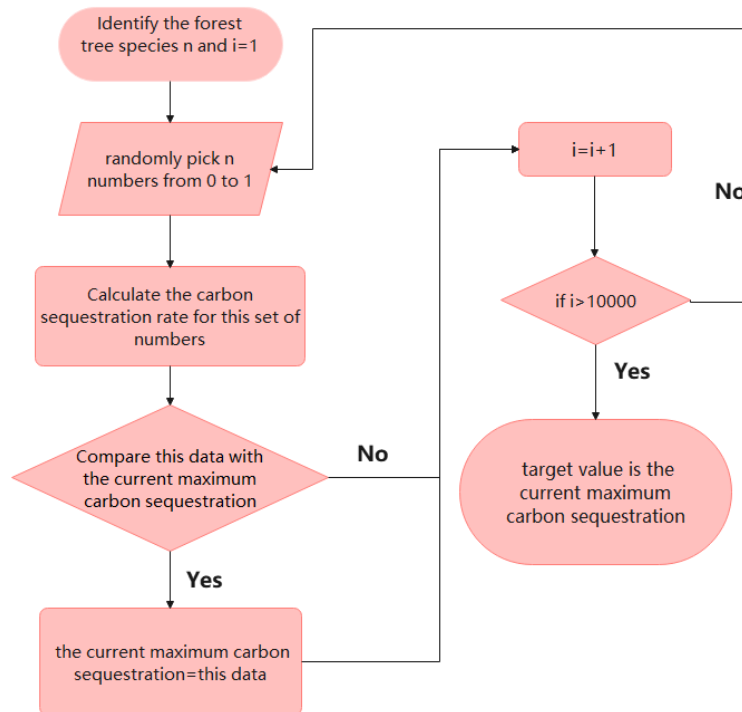 Identify the forest
tree species n and i=1
randomly pick n
numbers from 0 to 1
Calculate the carbon
sequestration rate for this set of
numbers
Compare this data with
the current maximum
carbon sequestration
No
Yes
the current maximum carbon
sequestration=this data
i=i+1
No
if i>10000
Yes
target value is the
current maximum
carbon sequestration